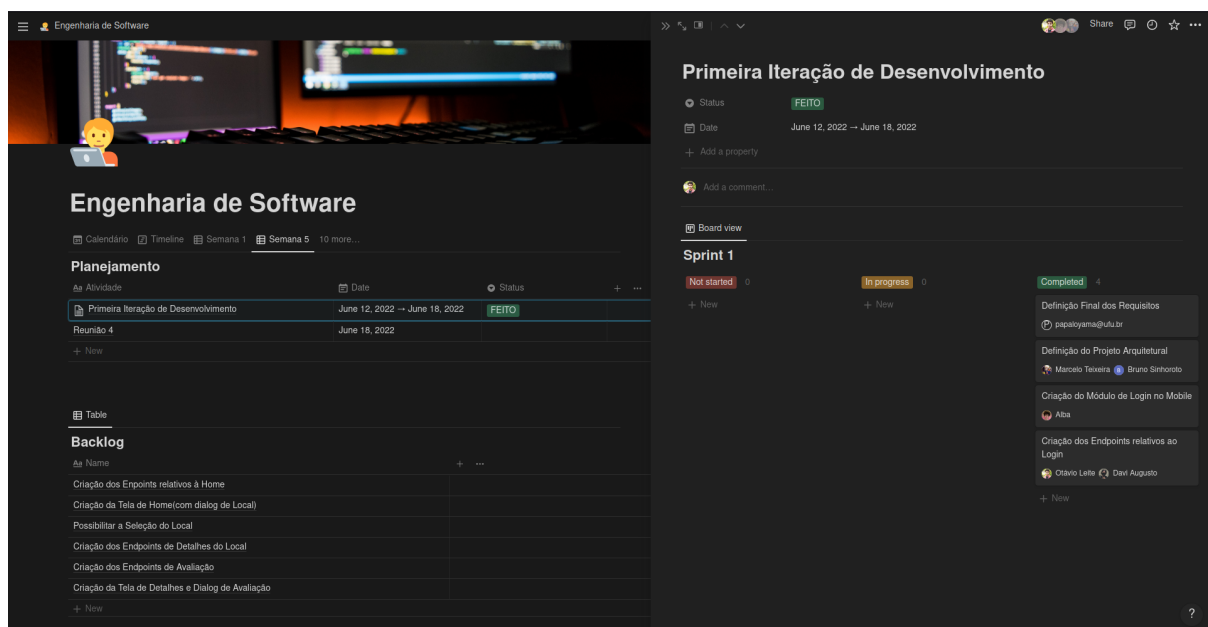 Engenharia de Software
Share
Engenharia de Software
Calendário Timeline Semana 1 Semana 5 10 more...
Planejamento
Aa Atividade Date Status
Primeira Iteração de Desenvolvimento June 12, 2022 → June 18, 2022 FEITO
Reunião 4 June 18, 2022
+ New
Table
Backlog
Aa Name
Criação dos Enpoints relativos à Home
Criação da Tela de Home(com dialog de Local)
Possibilitar a Seleção do Local
Criação dos Endpoints de Detalhes do Local
Criação dos Endpoints de Avaliação
Criação da Tela de Detalhes e Dialog de Avaliação
+ New
Primeira Iteração de Desenvolvimento
Status FEITO
Date June 12, 2022 → June 18, 2022
+ Add a property
Add a comment...
Board view
Sprint 1
Not started 0 In progress 0 Completed 4
+ New + New
Definição Final dos Requisitos
P papaloyama@ufu.br
Definição do Projeto Arquitetural
Marcelo Teixeira B Bruno Sinhoroto
Criação do Módulo de Login no Mobile
Alba
Criação dos Endpoints relativos ao
Login
Otávio Leite Davi Augusto
+ New
?